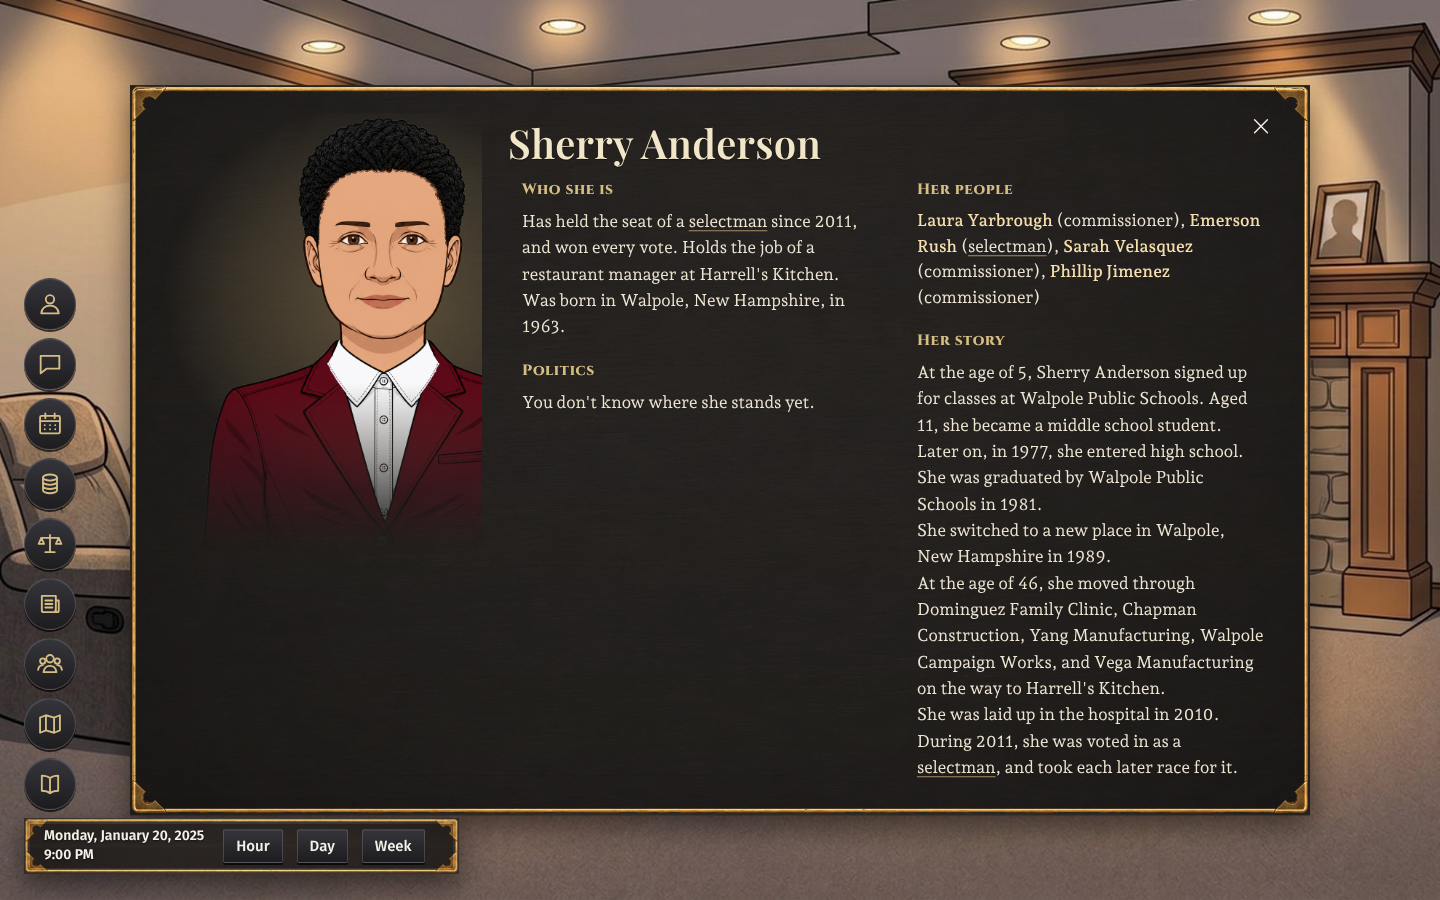 Sherry Anderson
Who she is
Has held the seat of a selectman since 2011,
and won every vote. Holds the job of a
restaurant manager at Harrell's Kitchen.
Was born in Walpole, New Hampshire, in
1963.
Politics
You don't know where she stands yet.
Her people
Laura Yarbrough (commissioner), Emerson
Rush (selectman), Sarah Velasquez
(commissioner), Phillip Jimenez
(commissioner)
Her story
At the age of 5, Sherry Anderson signed up
for classes at Walpole Public Schools. Aged
11, she became a middle school student.
Later on, in 1977, she entered high school.
She was graduated by Walpole Public
Schools in 1981.
She switched to a new place in Walpole,
New Hampshire in 1989.
At the age of 46, she moved through
Dominguez Family Clinic, Chapman
Construction, Yang Manufacturing, Walpole
Campaign Works, and Vega Manufacturing
on the way to Harrell's Kitchen.
She was laid up in the hospital in 2010.
During 2011, she was voted in as a
selectman, and took each later race for it.
Monday, January 20, 2025
9:00 PM
Hour
Day
Week